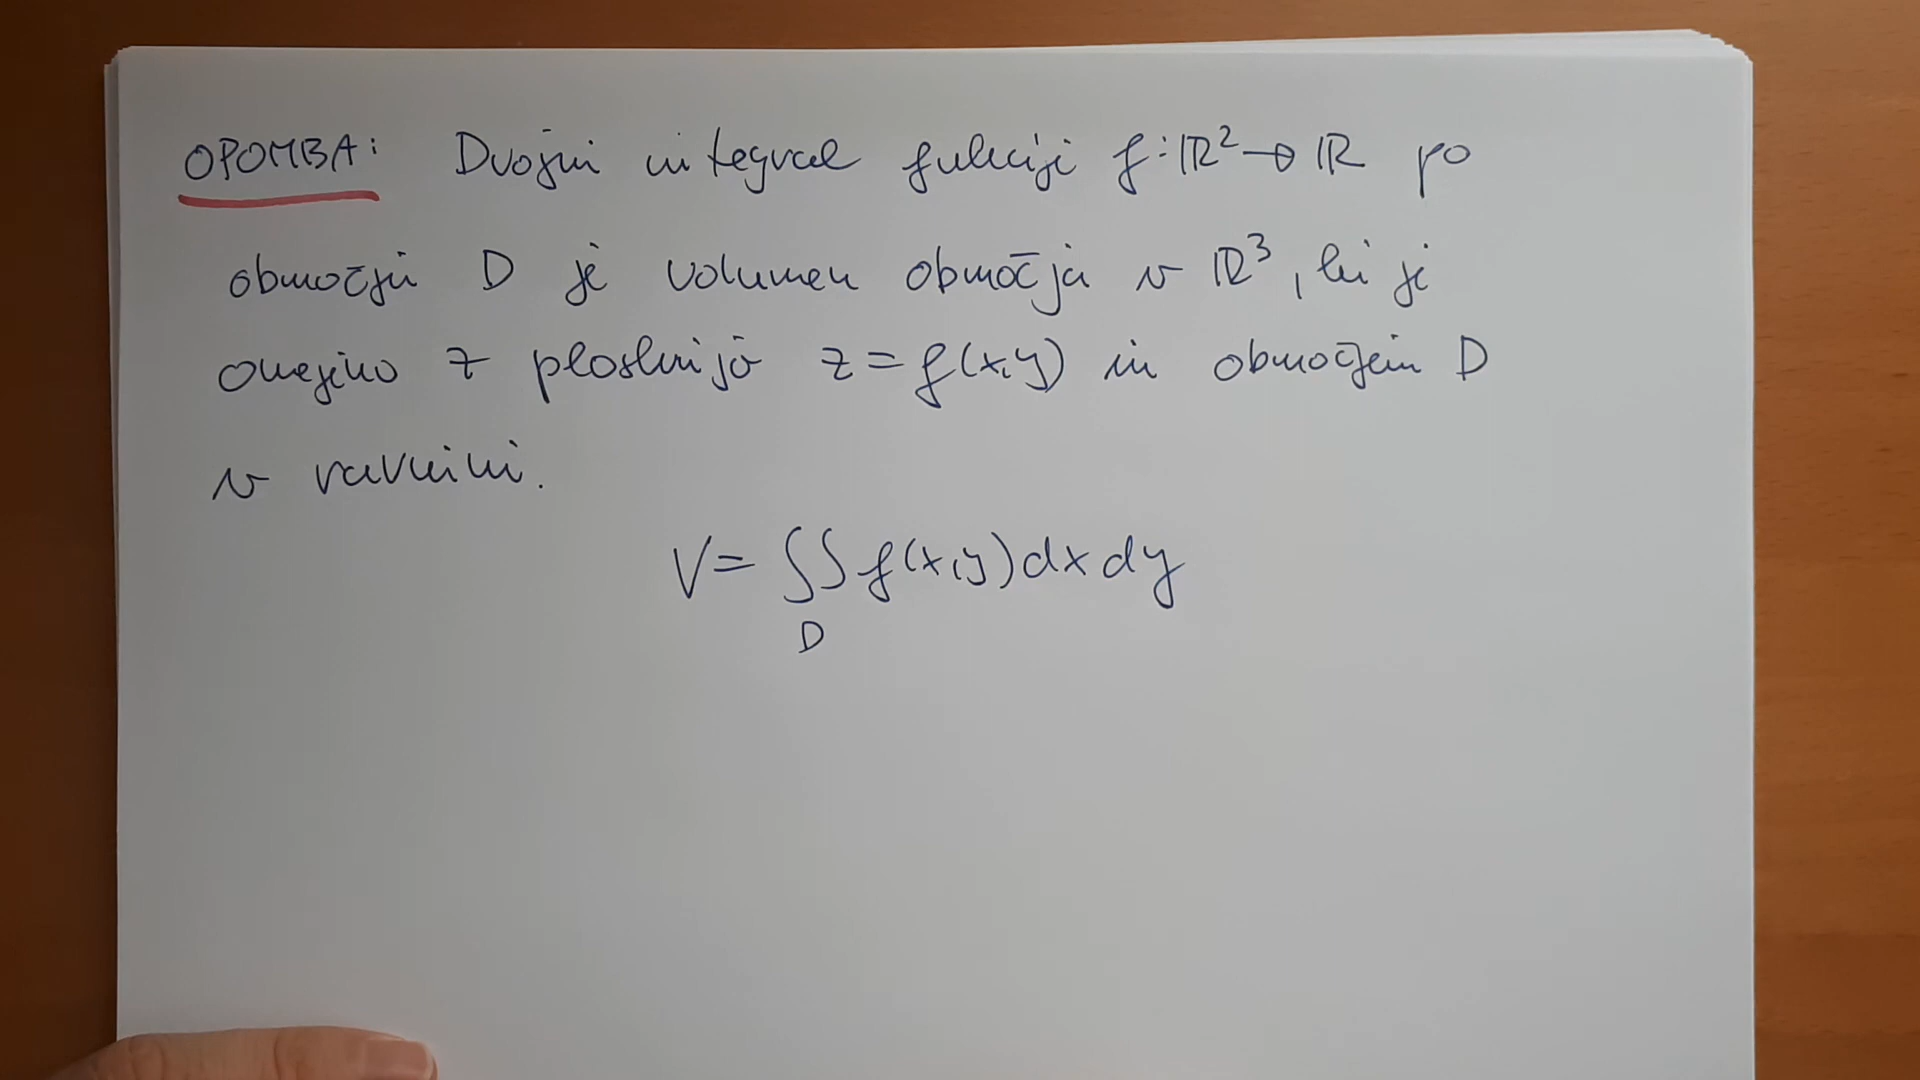 OPOMBA: Dvojni integral funkcije f: ℝ² → ℝ po
območju D je volumen območja v ℝ³, ki je
omejeno z ploskvijo z = f(x,y) in območjem D
v ravnini.
V = ∬ f(x,y) dx dy
D